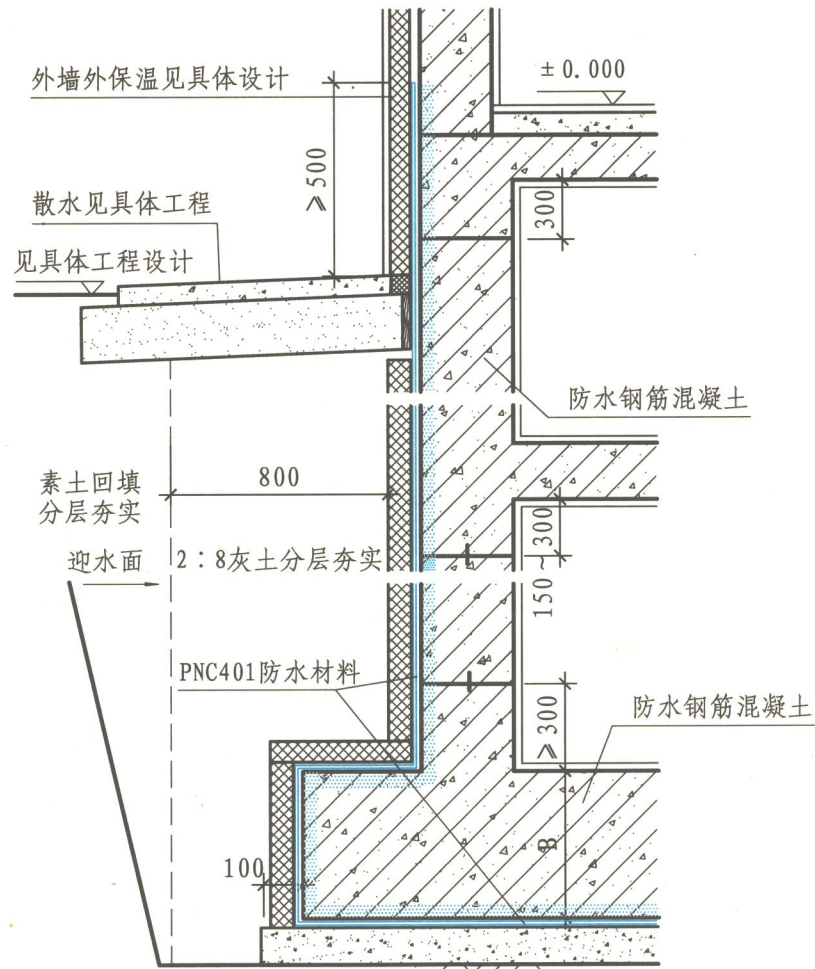 外墙外保温见具体设计
±0.000
≥500
散水见具体工程
300
见具体工程设计
防水钢筋混凝土
800
素土回填
分层夯实
300
迎水面
2：8灰土分层夯实
150~
PNC401防水材料
防水钢筋混凝土
≥300
B
100